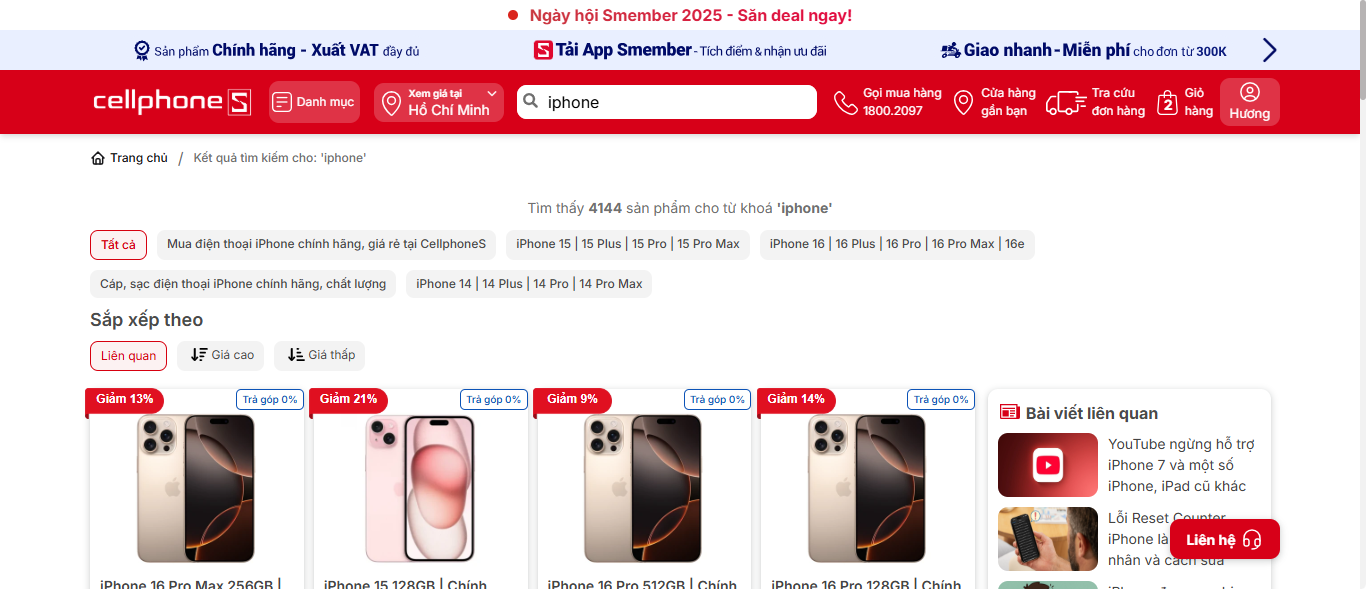 Ngày hội Smember 2025 - Săn deal ngay!
Sản phẩm Chính hãng - Xuất VAT đầy đủ
S Tải App Smember - Tích điểm & nhận ưu đãi
Giao nhanh - Miễn phí cho đơn từ 300K
cellphoneS
Danh mục
Xem giá tại
Hồ Chí Minh
iphone
Gọi mua hàng
1800.2097
Cửa hàng
gần bạn
Tra cứu
đơn hàng
2
Giỏ
hàng
Hương
Trang chủ / Kết quả tìm kiếm cho: 'iphone'
Tìm thấy 4144 sản phẩm cho từ khoá 'iphone'
Tất cả
Mua điện thoại iPhone chính hãng, giá rẻ tại CellphoneS
iPhone 15 | 15 Plus | 15 Pro | 15 Pro Max
iPhone 16 | 16 Plus | 16 Pro | 16 Pro Max | 16e
Cáp, sạc điện thoại iPhone chính hãng, chất lượng
iPhone 14 | 14 Plus | 14 Pro | 14 Pro Max
Sắp xếp theo
Liên quan
Giá cao
Giá thấp
Giảm 13%
Trả góp 0%
iPhone 16 Pro Max 256GB |
Giảm 21%
Trả góp 0%
iPhone 15 128GB | Chính
Giảm 9%
Trả góp 0%
iPhone 16 Pro 512GB | Chính
Giảm 14%
Trả góp 0%
iPhone 16 Pro 128GB | Chính
Bài viết liên quan
YouTube ngừng hỗ trợ
iPhone 7 và một số
iPhone, iPad cũ khác
Lỗi Reset Counter
iPhone là
nhân và cách sửa
Liên hệ